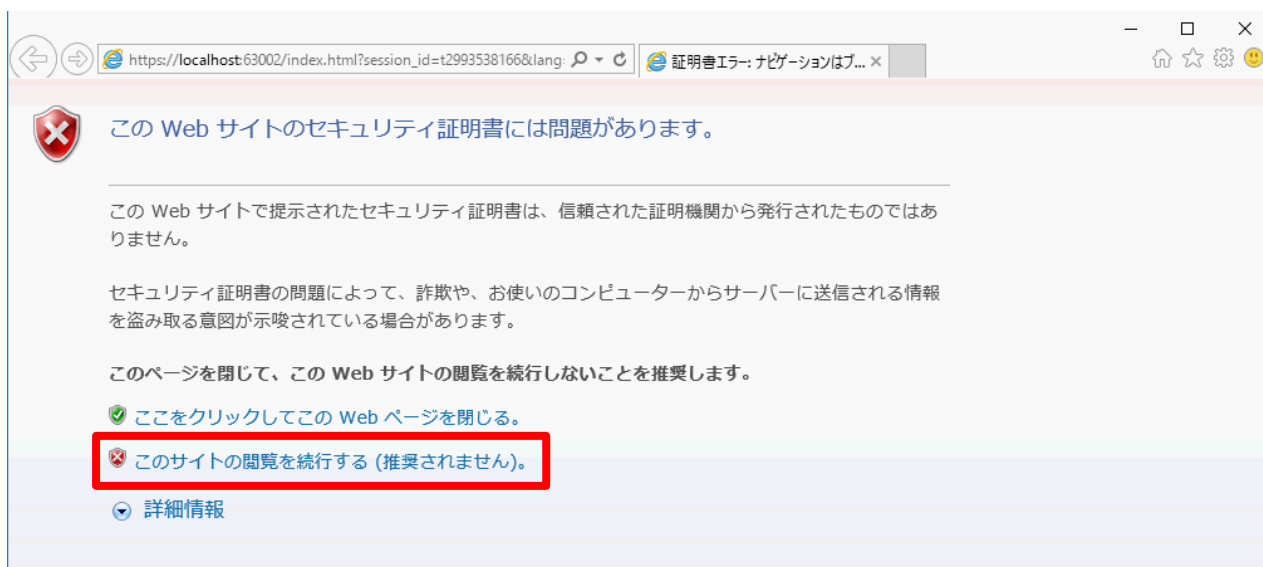 https://localhost:63002/index.html?session_id=t2993538166&lang:
証明書エラー: ナビゲーションはブ...
この Web サイトのセキュリティ証明書には問題があります。
この Web サイトで提示されたセキュリティ証明書は、信頼された証明機関から発行されたものではあ
りません。
セキュリティ証明書の問題によって、詐欺や、お使いのコンピューターからサーバーに送信される情報
を盗み取る意図が示唆されている場合があります。
このページを閉じて、この Web サイトの閲覧を続行しないことを推奨します。
ここをクリックしてこの Web ページを閉じる。
このサイトの閲覧を続行する (推奨されません)。
詳細情報